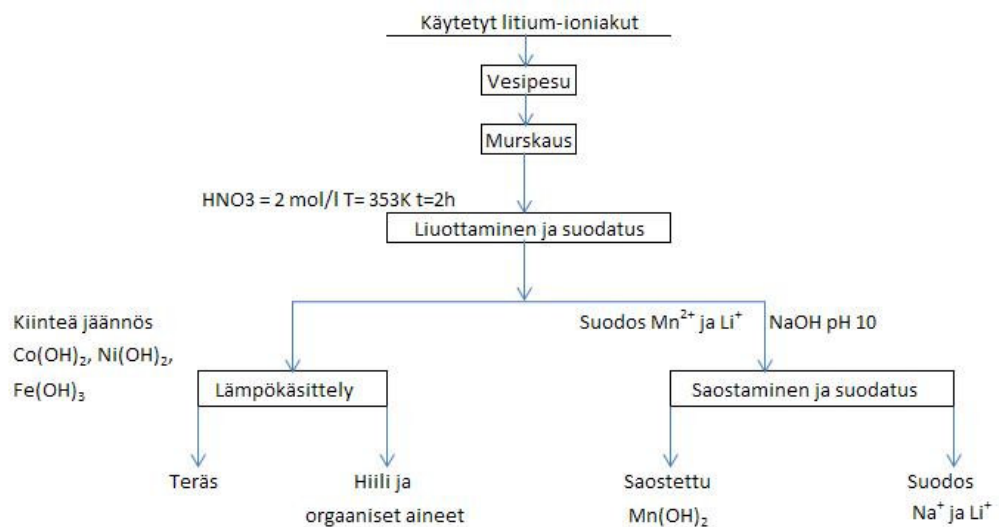 Käytetyt litium-ioniakut
Vesipesu
Murskaus
HNO3 = 2 mol/l T= 353K t=2h
Liuottaminen ja suodatus
Kiinteä jäännös
Co(OH)₂, Ni(OH)₂,
Fe(OH)₃
Suodos Mn²⁺ ja Li⁺
NaOH pH 10
Lämpökäsittely
Saostaminen ja suodatus
Teräs
Hiili ja
orgaaniset aineet
Saostettu
Mn(OH)₂
Suodos
Na⁺ ja Li⁺